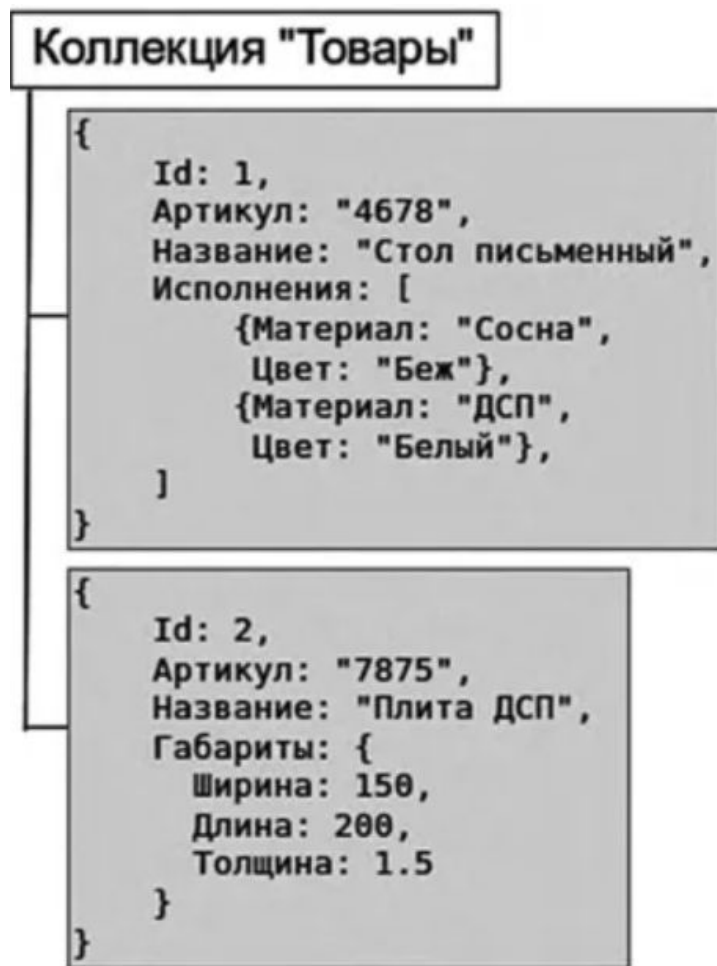 Коллекция "Товары"
{
Id: 1,
Артикул: "4678",
Название: "Стол письменный",
Исполнения: [
{Материал: "Сосна",
Цвет: "Беж"},
{Материал: "ДСП",
Цвет: "Белый"},
]
}
{
Id: 2,
Артикул: "7875",
Название: "Плита ДСП",
Габариты: {
Ширина: 150,
Длина: 200,
Толщина: 1.5
}
}